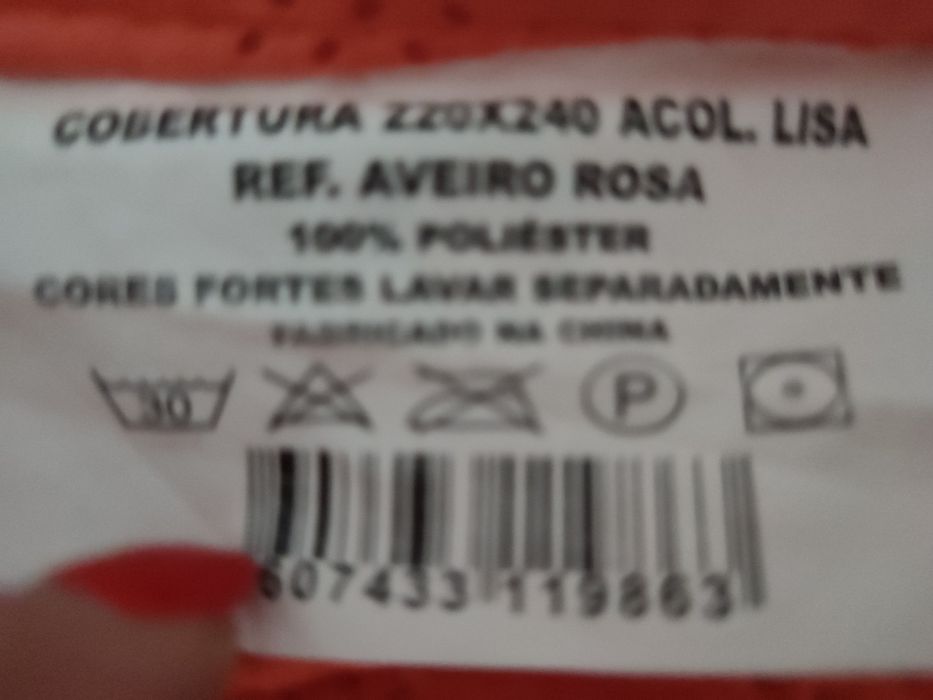 COBERTURA 220X240 ACOL. LISA
REF. AVEIRO ROSA
100% POLIÉSTER
CORES FORTES LAVAR SEPARADAMENTE
FABRICADO NA CHINA
30 P
607433 119863